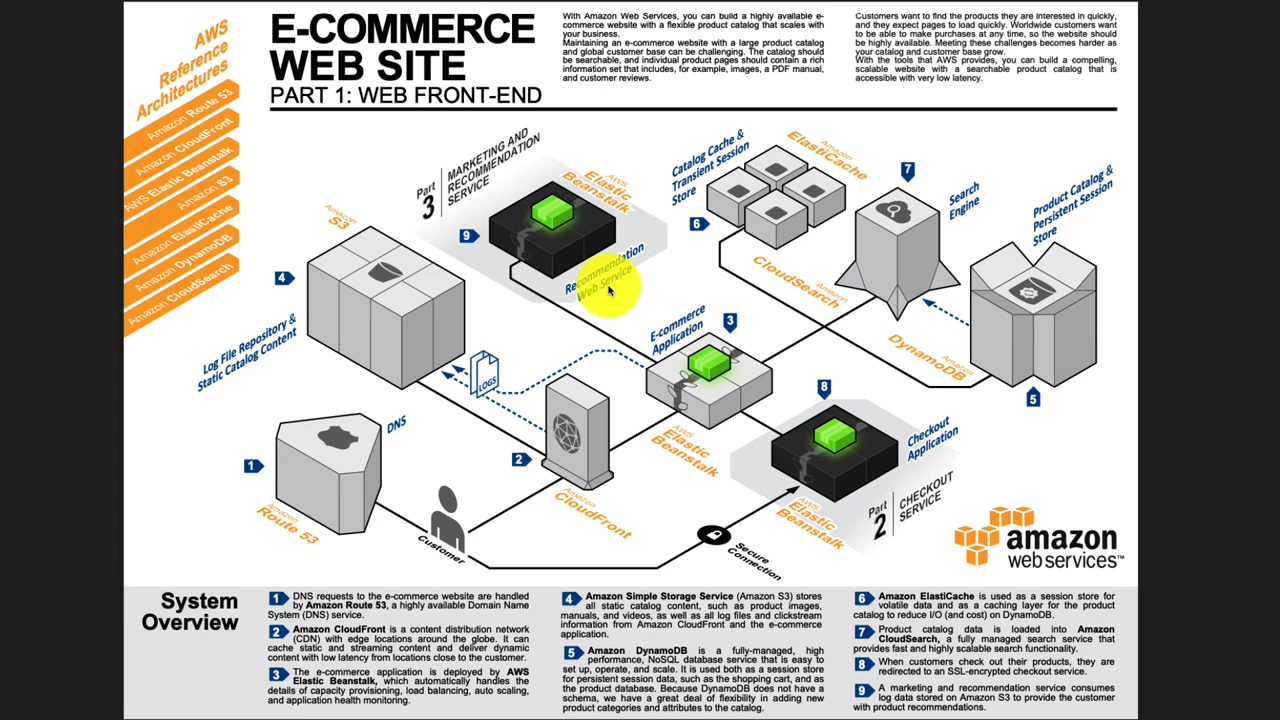 AWS
Reference
Architectures
Amazon Route 53
Amazon CloudFront
AWS Elastic Beanstalk
Amazon S3
Amazon ElastiCache
Amazon DynamoDB
Amazon CloudSearch
E-COMMERCE
WEB SITE
PART 1: WEB FRONT-END
With Amazon Web Services, you can build a highly available e-
commerce website with a flexible product catalog that scales with
your business.
Maintaining an e-commerce website with a large product catalog
and global customer base can be challenging. The catalog should
be searchable, and individual product pages should contain a rich
information set that includes, for example, images, a PDF manual,
and customer reviews.
Customers want to find the products they are interested in quickly,
and they expect pages to load quickly. Worldwide customers want
to be able to make purchases at any time, so the website should
be highly available. Meeting these challenges becomes harder as
your catalog and customer base grow.
With the tools that AWS provides, you can build a compelling,
scalable website with a searchable product catalog that is
accessible with very low latency.
Part
3
MARKETING AND
RECOMMENDATION
SERVICE
AWS
Elastic
Beanstalk
9
Recommendation
Web Service
Catalog Cache &
Transient Session
Store
6
Amazon
ElastiCache
7
Search
Engine
Amazon
CloudSearch
Product Catalog &
Persistent Session
Store
Amazon
DynamoDB
5
Amazon
S3
4
Log File Repository &
Static Catalog Content
LOGS
E-commerce
Application
3
AWS
Elastic
Beanstalk
8
Checkout
Application
AWS
Elastic
Beanstalk
Part
2
CHECKOUT
SERVICE
DNS
1
Amazon
Route 53
2
Amazon
CloudFront
Customer
Secure
Connection
amazon
web services™
System
Overview
1 DNS requests to the e-commerce website are handled
by Amazon Route 53, a highly available Domain Name
System (DNS) service.
2 Amazon CloudFront is a content distribution network
(CDN) with edge locations around the globe. It can
cache static and streaming content and deliver dynamic
content with low latency from locations close to the customer.
3 The e-commerce application is deployed by AWS
Elastic Beanstalk, which automatically handles the
details of capacity provisioning, load balancing, auto scaling,
and application health monitoring.
4 Amazon Simple Storage Service (Amazon S3) stores
all static catalog content, such as product images,
manuals, and videos, as well as all log files and clickstream
information from Amazon CloudFront and the e-commerce
application.
5 Amazon DynamoDB is a fully-managed, high
performance, NoSQL database service that is easy to
set up, operate, and scale. It is used both as a session store
for persistent session data, such as the shopping cart, and as
the product database. Because DynamoDB does not have a
schema, we have a great deal of flexibility in adding new
product categories and attributes to the catalog.
6 Amazon ElastiCache is used as a session store for
volatile data and as a caching layer for the product
catalog to reduce I/O (and cost) on DynamoDB.
7 Product catalog data is loaded into Amazon
CloudSearch, a fully managed search service that
provides fast and highly scalable search functionality.
8 When customers check out their products, they are
redirected to an SSL-encrypted checkout service.
9 A marketing and recommendation service consumes
log data stored on Amazon S3 to provide the customer
with product recommendations.